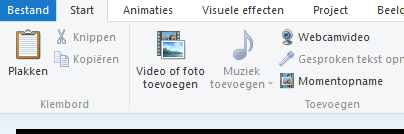 Bestand Start Animaties Visuele effecten Project
Plakken
Knippen
Kopiëren
Klembord
Video of foto
toevoegen
Muziek
toevoegen
Webcamvideo
Gesproken tekst
Momentopname
Toevoegen